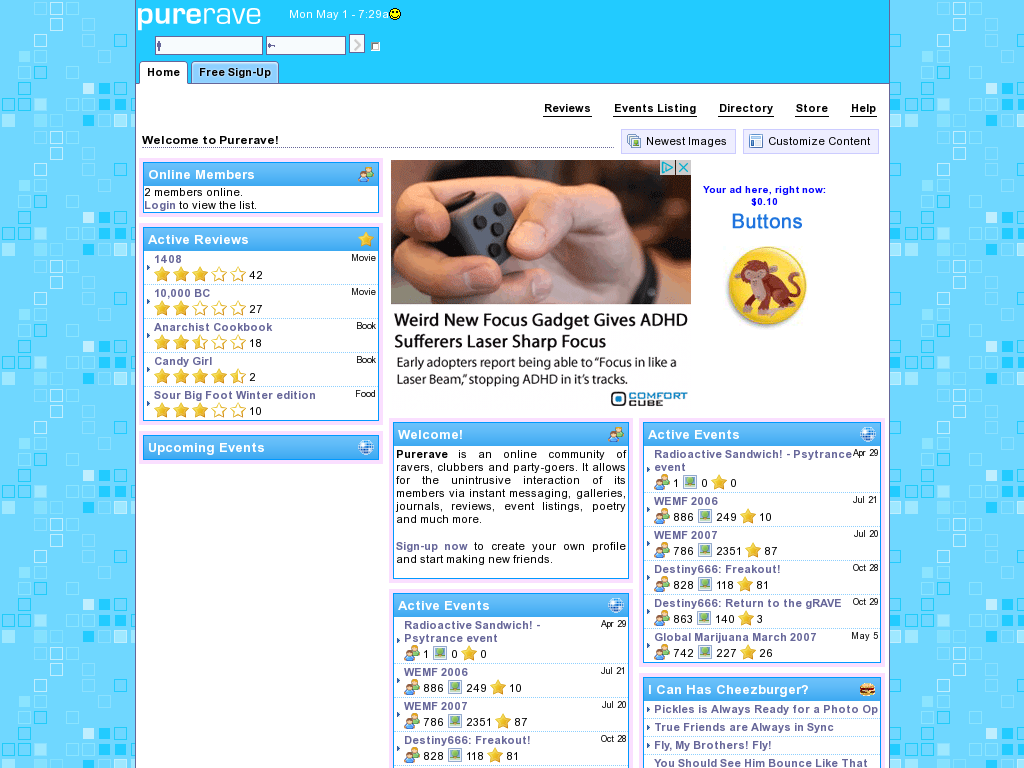 purerave
Mon May 1 - 7:29a
Home
Free Sign-Up
Reviews
Events Listing
Directory
Store
Help
Welcome to Purerave!
Newest Images
Customize Content
Online Members
2 members online.
Login to view the list.
Active Reviews
1408
Movie
42
10,000 BC
Movie
27
Anarchist Cookbook
Book
18
Candy Girl
Book
2
Sour Big Foot Winter edition
Food
10
Upcoming Events
Weird New Focus Gadget Gives ADHD
Sufferers Laser Sharp Focus
Early adopters report being able to “Focus in like a
Laser Beam,” stopping ADHD in it’s tracks.
COMFORT
CUBE
Your ad here, right now:
$0.10
Buttons
Welcome!
Purerave is an online community of
ravers, clubbers and party-goers. It allows
for the unintrusive interaction of its
members via instant messaging, galleries,
journals, reviews, event listings, poetry
and much more.
Sign-up now to create your own profile
and start making new friends.
Active Events
Radioactive Sandwich! -
Apr 29
Psytrance event
1 0 0
WEMF 2006
Jul 21
886 249 10
WEMF 2007
Jul 20
786 2351 87
Destiny666: Freakout!
Oct 28
828 118 81
Active Events
Radioactive Sandwich! - Psytrance
Apr 29
event
1 0 0
WEMF 2006
Jul 21
886 249 10
WEMF 2007
Jul 20
786 2351 87
Destiny666: Freakout!
Oct 28
828 118 81
Destiny666: Return to the gRAVE
Oct 29
863 140 3
Global Marijuana March 2007
May 5
742 227 26
I Can Has Cheezburger?
Pickles is Always Ready for a Photo Op
True Friends are Always in Sync
Fly, My Brothers! Fly!
You Should See Him Bounce Like That